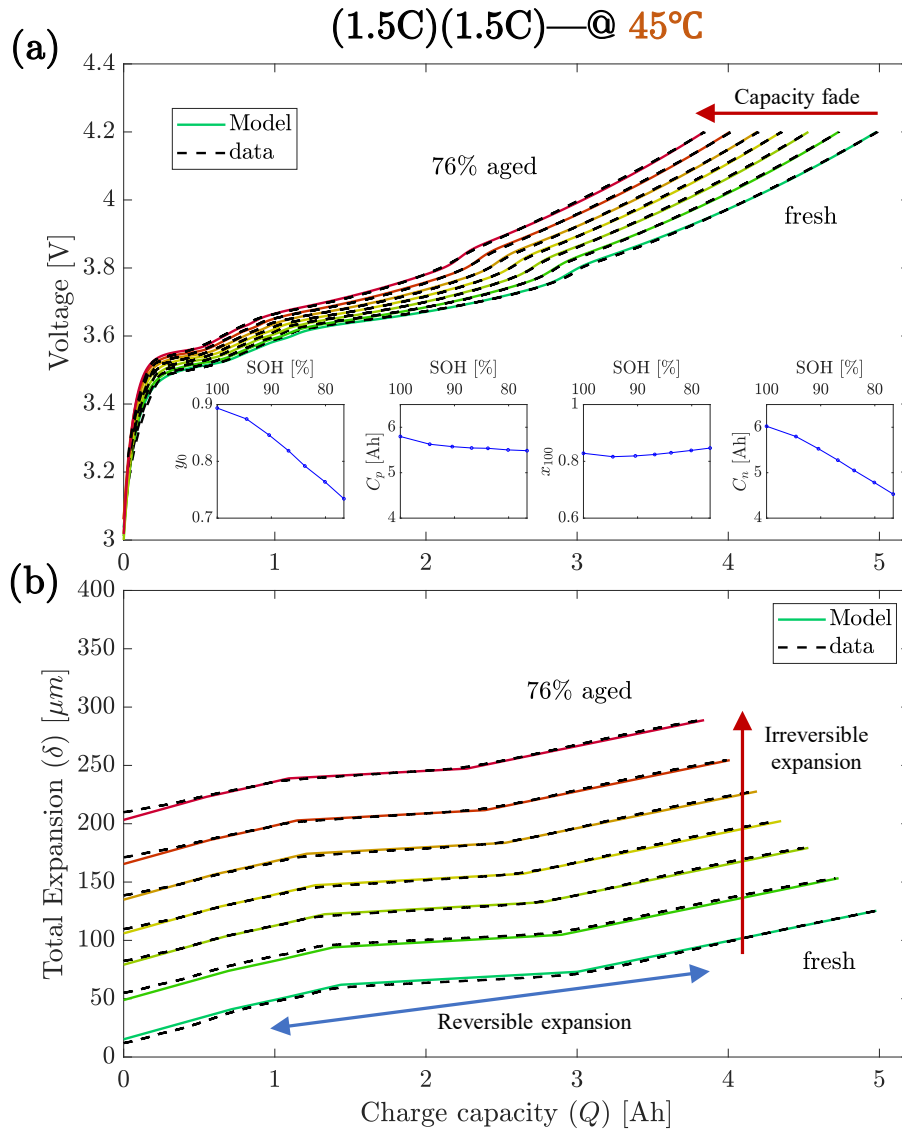 (1.5C)(1.5C)—@ 45℃
(a)
4.4
4.2
4
3.8
3.6
3.4
3.2
3
Voltage [V]
Model
data
Capacity fade
76% aged
fresh
SOH [%]
100 90 80
0.9
0.8
0.7
y₀
SOH [%]
100 90 80
6
5
4
Cₚ [Ah]
SOH [%]
100 90 80
1
0.8
0.6
x₁₀₀
SOH [%]
100 90 80
6
5
4
Cₙ [Ah]
0 1 2 3 4 5
(b)
400
350
300
250
200
150
100
50
0
Total Expansion (δ) [μm]
Model
data
76% aged
Irreversible
expansion
fresh
Reversible expansion
0 1 2 3 4 5
Charge capacity (Q) [Ah]